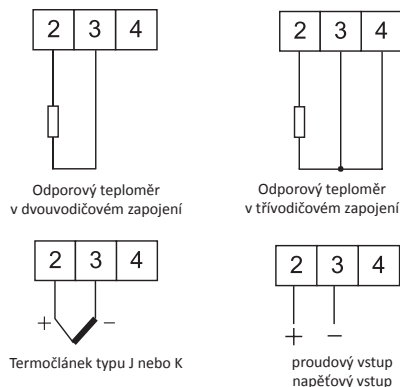 2 3 4
Odporový teploměr
v dvouvodičovém zapojení
2 3 4
Odporový teploměr
v třívodičovém zapojení
2 3 4
+ −
Termočlánek typu J nebo K
2 3 4
+ −
proudový vstup
napěťový vstup